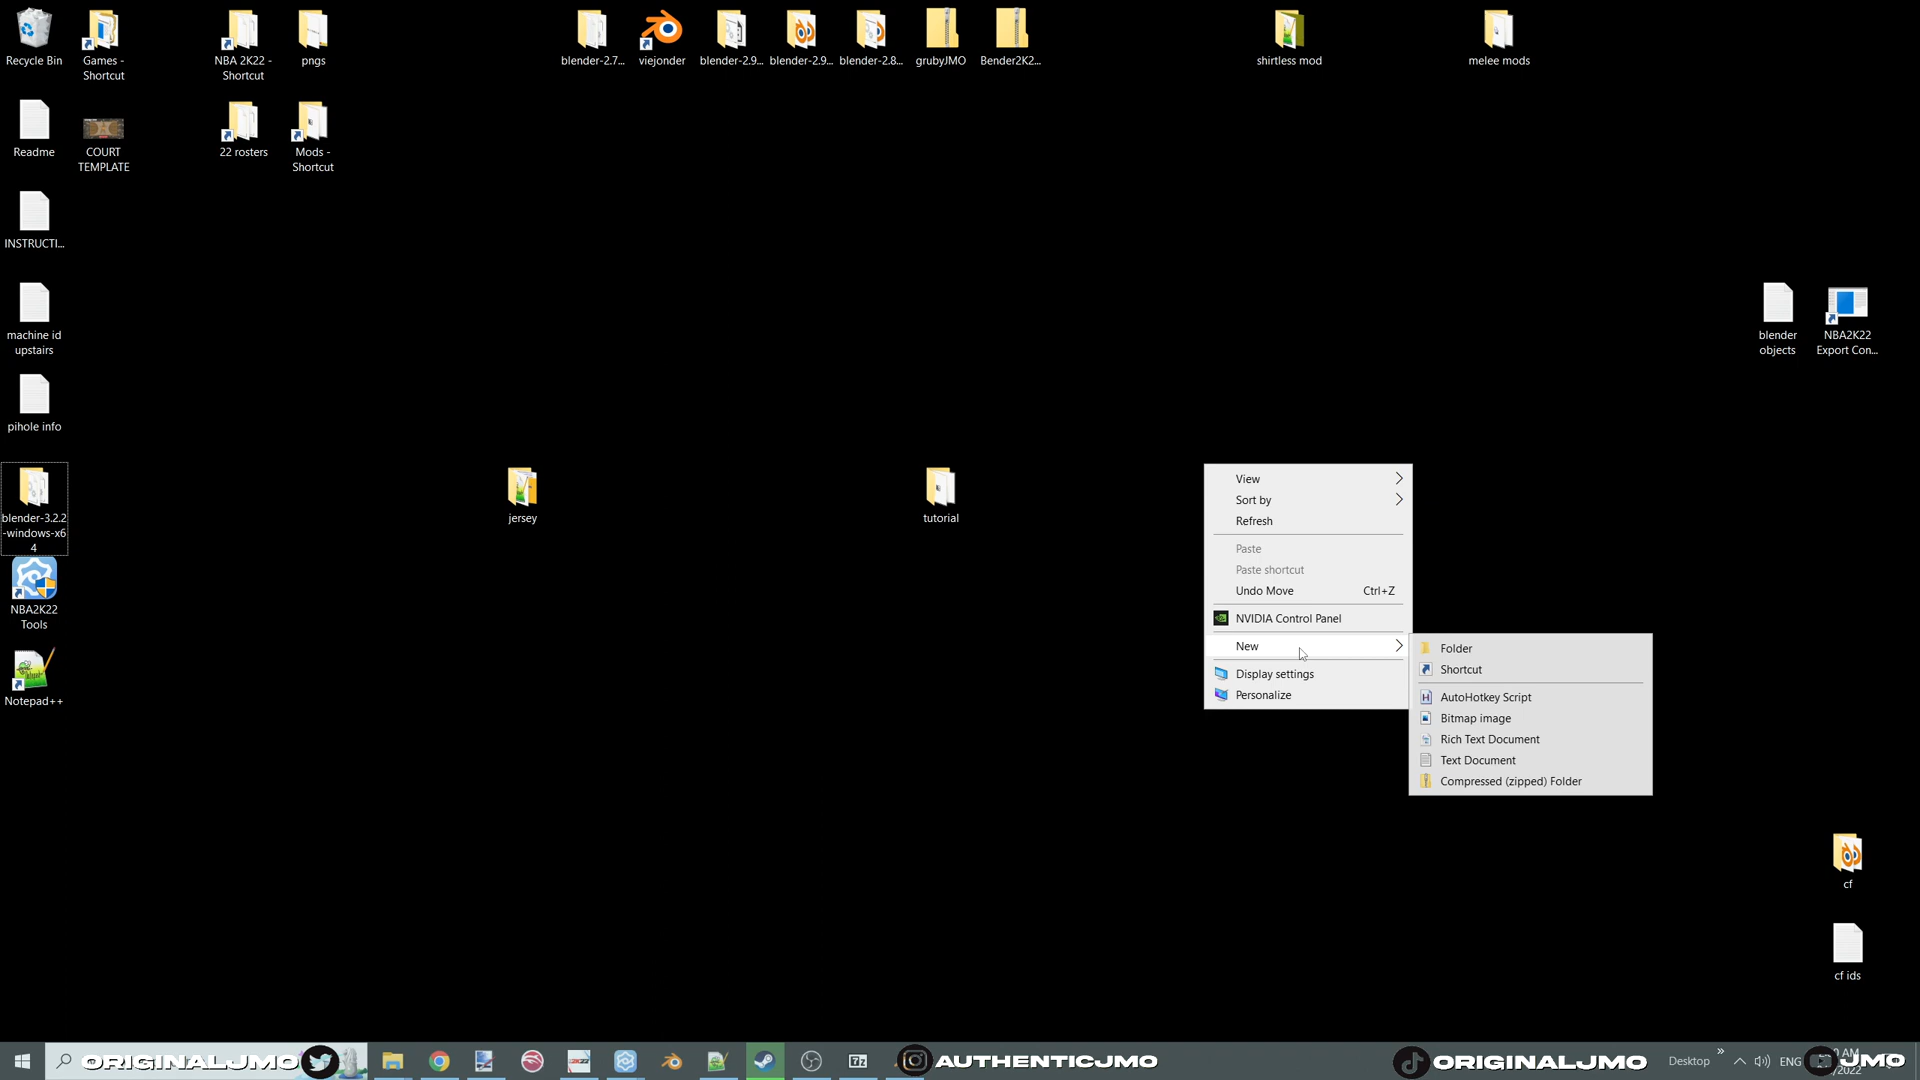 Recycle Bin
Games -
Shortcut
NBA 2K22 -
Shortcut
pngs
blender-2.7...
viejonder
blender-2.9...
blender-2.9...
blender-2.8...
grubyJMO
Bender2K2...
shirtless mod
melee mods
Readme
COURT
TEMPLATE
22 rosters
Mods -
Shortcut
INSTRUCTI...
machine id
upstairs
blender
objects
NBA2K22
Export Con...
pihole info
blender-3.2.2
-windows-x6
4
jersey
tutorial
NBA2K22
Tools
Notepad++
View
Sort by
Refresh
Paste
Paste shortcut
Undo Move Ctrl+Z
NVIDIA Control Panel
New
Display settings
Personalize
Folder
Shortcut
AutoHotkey Script
Bitmap image
Rich Text Document
Text Document
Compressed (zipped) Folder
cf
cf ids
ORIGINALJMO
AUTHENTICJMO
ORIGINALJMO
Desktop
ENG
JMO